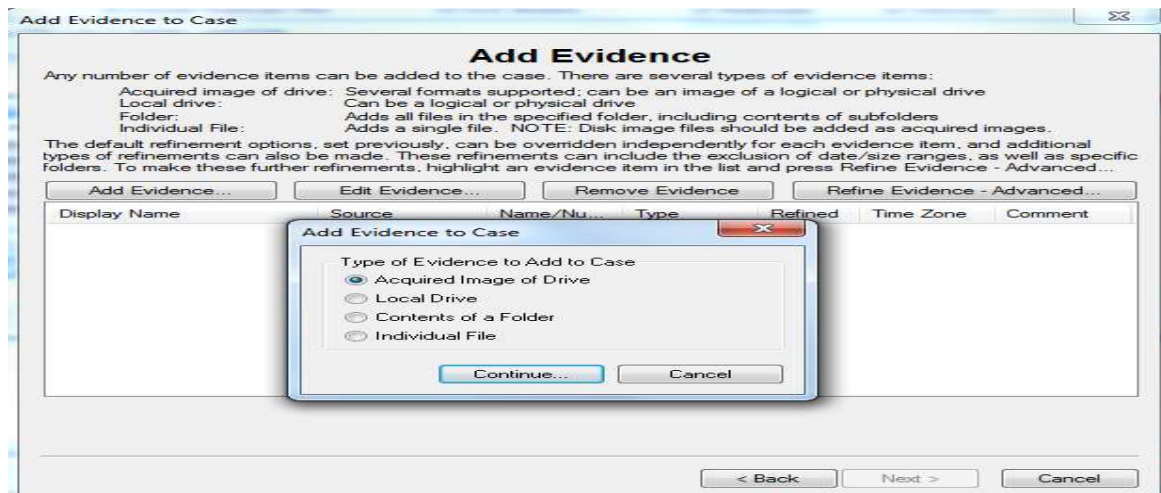 Add Evidence to Case
Add Evidence
Any number of evidence items can be added to the case. There are several types of evidence items:
Acquired image of drive: Several formats supported; can be an image of a logical or physical drive
Local drive: Can be a logical or physical drive
Folder: Adds all files in the specified folder, including contents of subfolders
Individual File: Adds a single file. NOTE: Disk image files should be added as acquired images.
The default refinement options, set previously, can be overridden independently for each evidence item, and additional
types of refinements can also be made. These refinements can include the exclusion of date/size ranges, as well as specific
folders. To make these further refinements, highlight an evidence item in the list and press Refine Evidence - Advanced...
Add Evidence... Edit Evidence... Remove Evidence Refine Evidence - Advanced...
Display Name Source Name/Nu... Type Refined Time Zone Comment
Add Evidence to Case
Type of Evidence to Add to Case
Acquired Image of Drive
Local Drive
Contents of a Folder
Individual File
Continue... Cancel
< Back Next > Cancel